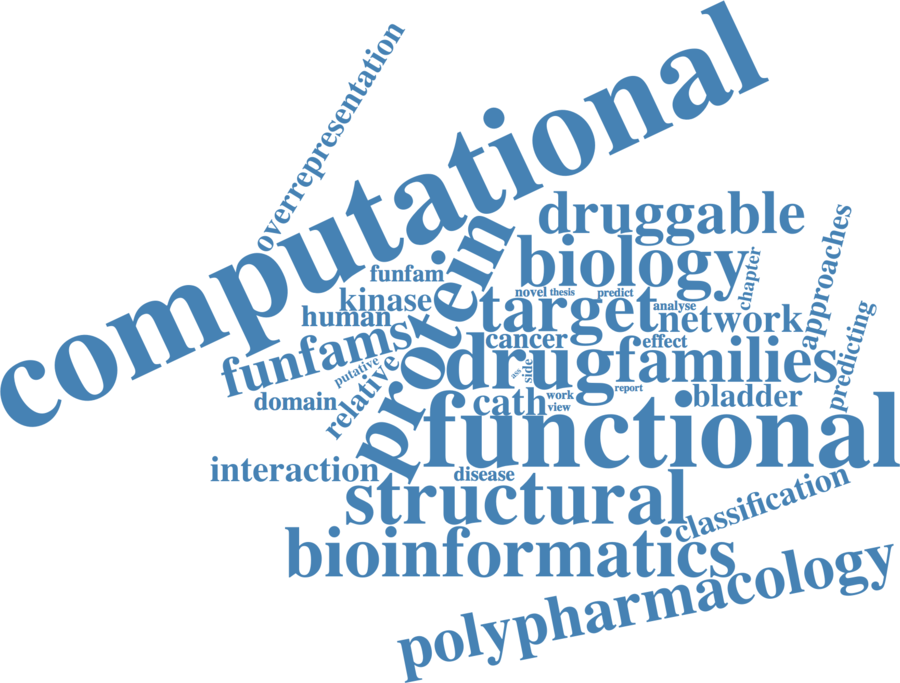 overrepresentation
computational
druggable
protein
biology
approaches
funfam
chapter
novel
thesis
predict
kinase
target
analyse
human
network
predicting
funfams
cancer
effect
putative
relative
drug
families
side
ass
report
domain
cath
work
view
bladder
functional
interaction
disease
structural
classification
bioinformatics
polypharmacology